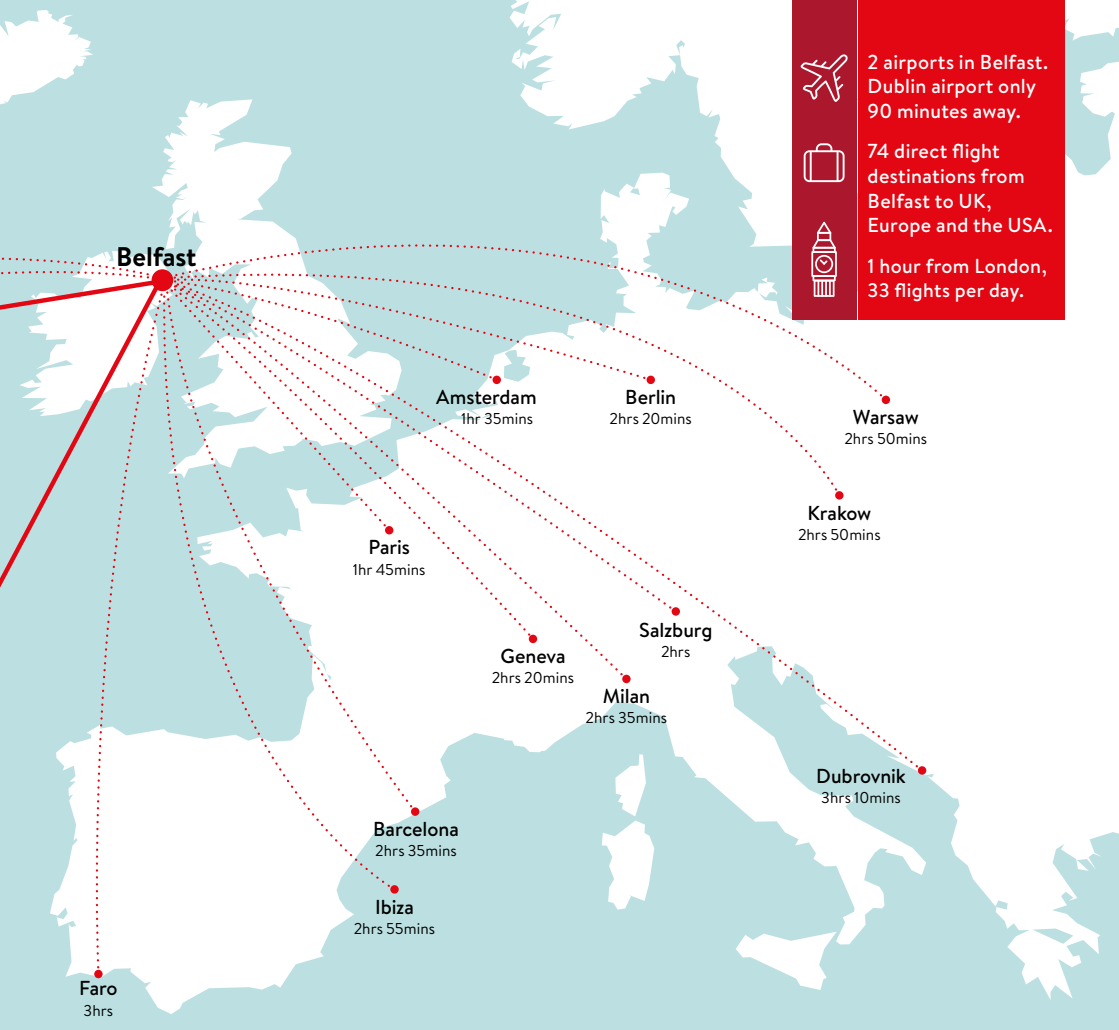 2 airports in Belfast.
Dublin airport only
90 minutes away.
74 direct flight
destinations from
Belfast to UK,
Europe and the USA.
1 hour from London,
33 flights per day.
Belfast
Amsterdam
1hr 35mins
Berlin
2hrs 20mins
Warsaw
2hrs 50mins
Krakow
2hrs 50mins
Paris
1hr 45mins
Salzburg
2hrs
Geneva
2hrs 20mins
Milan
2hrs 35mins
Dubrovnik
3hrs 10mins
Barcelona
2hrs 35mins
Ibiza
2hrs 55mins
Faro
3hrs